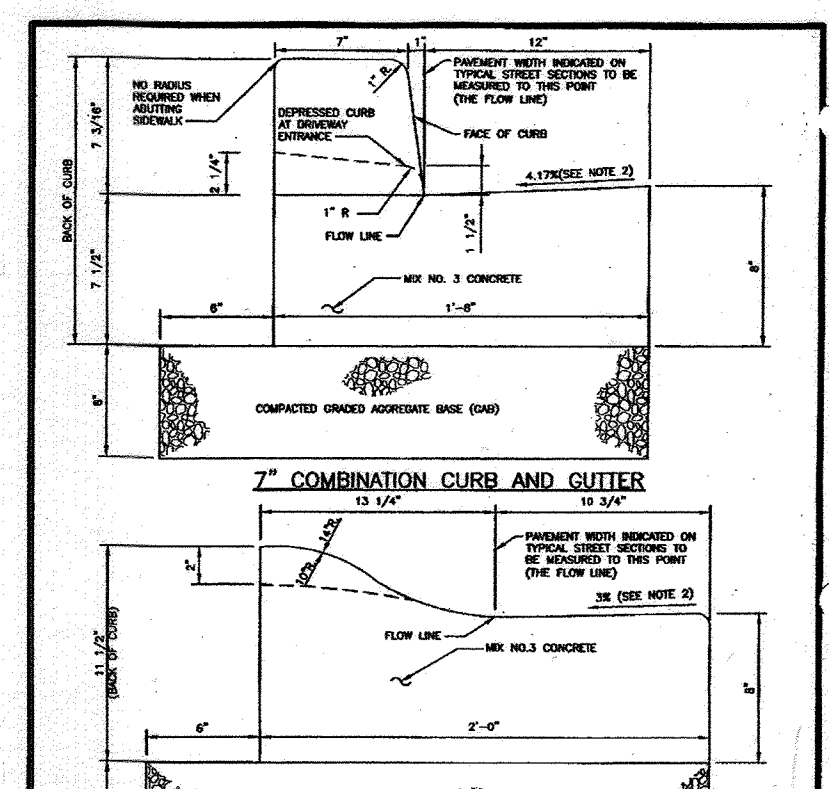 7"
1"
12"
NO RADIUS
REQUIRED WHEN
ABUTTING
SIDEWALK
1" R
PAVEMENT WIDTH INDICATED ON
TYPICAL STREET SECTIONS TO BE
MEASURED TO THIS POINT
(THE FLOW LINE)
DEPRESSED CURB
AT DRIVEWAY
ENTRANCE
FACE OF CURB
7 3/16"
2 1/4"
BACK OF CURB
4.17%(SEE NOTE 2)
1" R
FLOW LINE
1 1/2"
7 1/2"
8"
MIX NO. 3 CONCRETE
6"
1'-8"
6"
COMPACTED GRADED AGGREGATE BASE (GAB)
7" COMBINATION CURB AND GUTTER
13 1/4"
10 3/4"
14"R
10"R
2"
PAVEMENT WIDTH INDICATED ON
TYPICAL STREET SECTIONS TO
BE MEASURED TO THIS POINT
(THE FLOW LINE)
3% (SEE NOTE 2)
11 1/2"
(BACK OF CURB)
FLOW LINE
MIX NO.3 CONCRETE
8"
6"
2'-0"